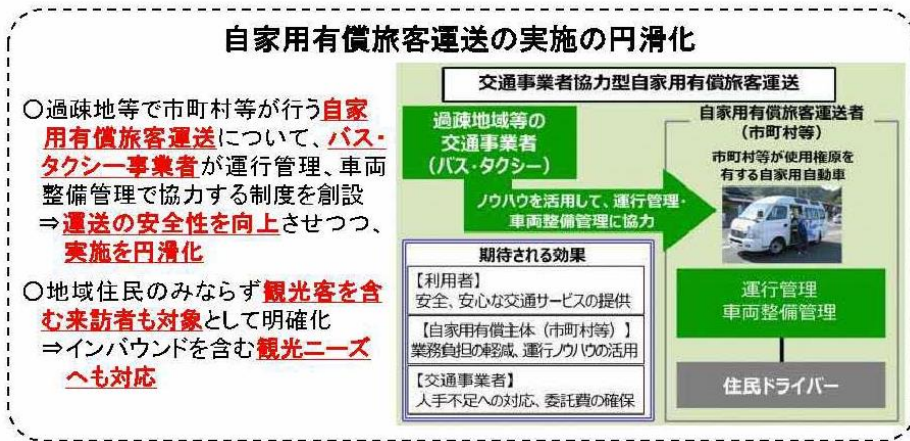 自家用有償旅客運送の実施の円滑化
○過疎地等で市町村等が行う自家
用有償旅客運送について、バス・
タクシー事業者が運行管理、車両
整備管理で協力する制度を創設
⇒運送の安全性を向上させつつ、
実施を円滑化
○地域住民のみならず観光客を含
む来訪者も対象として明確化
⇒インバウンドを含む観光ニーズ
へも対応
交通事業者協力型自家用有償旅客運送
過疎地域等の
交通事業者
(バス・タクシー)
ノウハウを活用して、運行管理・
車両整備管理に協力
自家用有償旅客運送者
(市町村等)
市町村等が使用権原を
有する自家用自動車
運行管理
車両整備管理
住民ドライバー
期待される効果
【利用者】
安全、安心な交通サービスの提供
【自家用有償主体(市町村等)】
業務負担の軽減、運行ノウハウの活用
【交通事業者】
人手不足への対応、委託費の確保